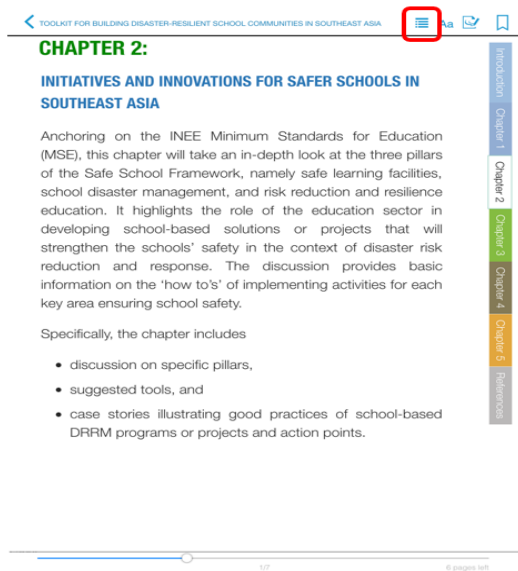 TOOLKIT FOR BUILDING DISASTER-RESILIENT SCHOOL COMMUNITIES IN SOUTHEAST ASIA
Aa
CHAPTER 2:
INITIATIVES AND INNOVATIONS FOR SAFER SCHOOLS IN
SOUTHEAST ASIA
Anchoring on the INEE Minimum Standards for Education
(MSE), this chapter will take an in-depth look at the three pillars
of the Safe School Framework, namely safe learning facilities,
school disaster management, and risk reduction and resilience
education. It highlights the role of the education sector in
developing school-based solutions or projects that will
strengthen the schools' safety in the context of disaster risk
reduction and response. The discussion provides basic
information on the 'how to's' of implementing activities for each
key area ensuring school safety.
Specifically, the chapter includes
• discussion on specific pillars,
• suggested tools, and
• case stories illustrating good practices of school-based
DRRM programs or projects and action points.
Introduction
Chapter 1
Chapter 2
Chapter 3
Chapter 4
Chapter 5
References
1/7
6 pages left